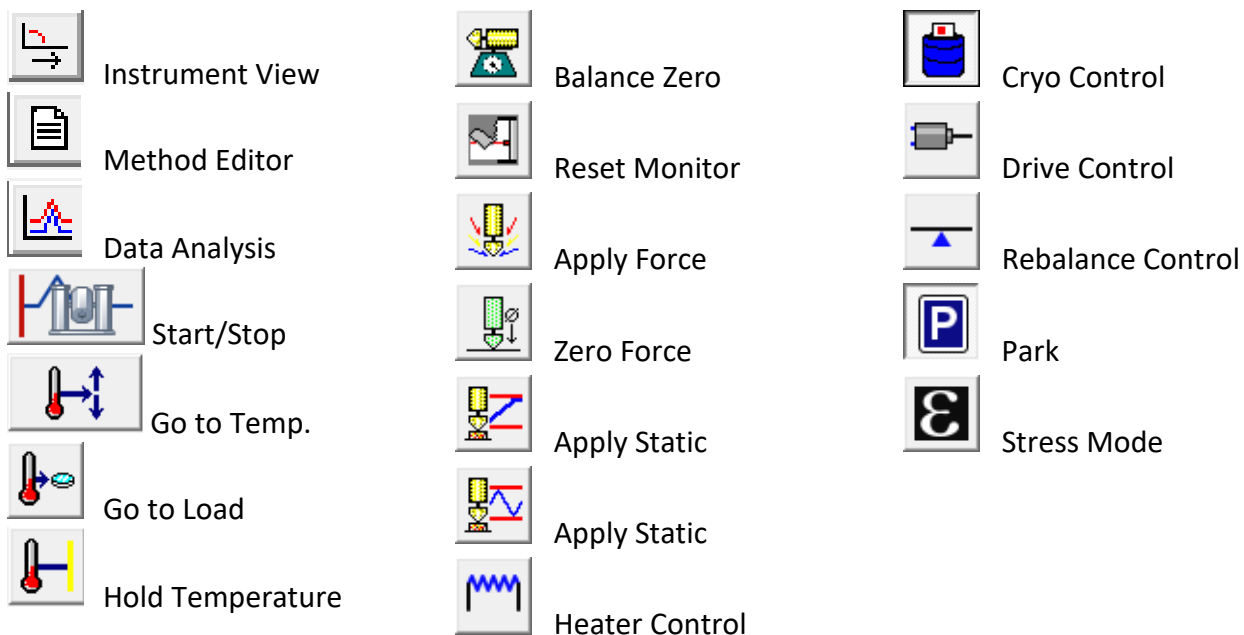 Instrument View
Method Editor
Data Analysis
Start/Stop
Go to Temp.
Go to Load
Hold Temperature
Balance Zero
Reset Monitor
Apply Force
Zero Force
Apply Static
Apply Static
Heater Control
Cryo Control
Drive Control
Rebalance Control
P
Park
ε
Stress Mode